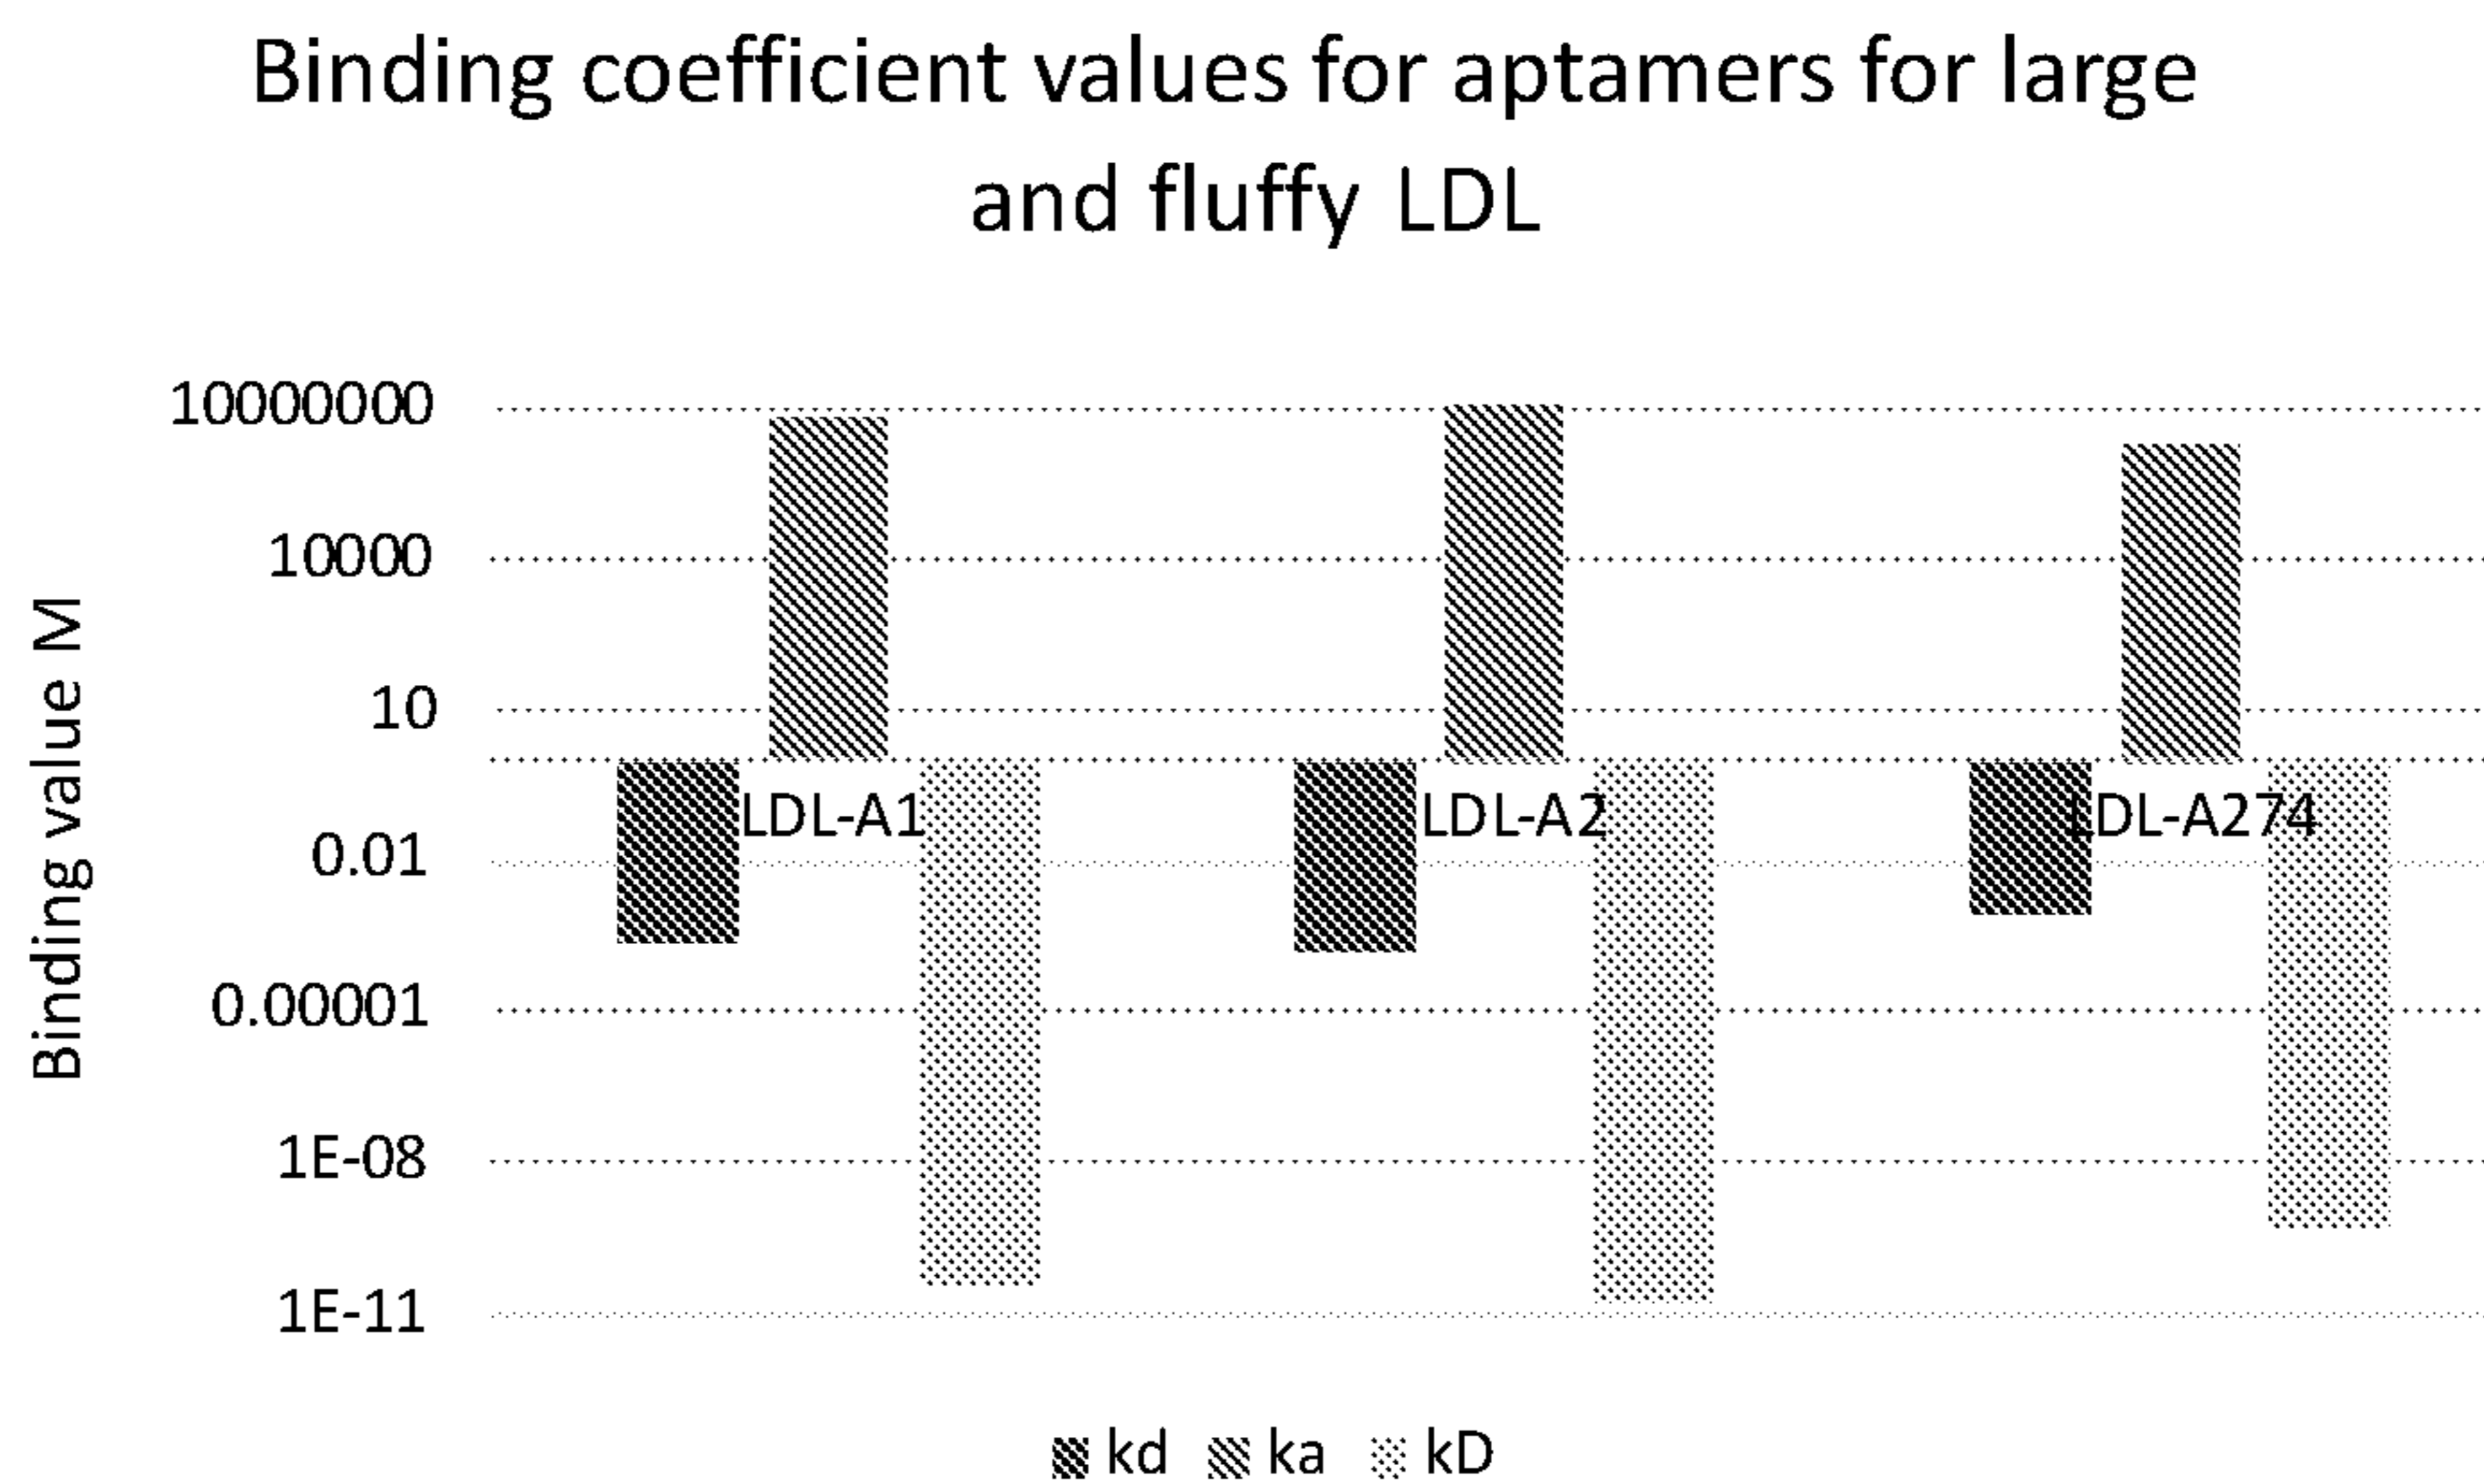 Binding coefficient values for aptamers for large
and fluffy LDL
Binding value M
10000000
10000
10
0.01
0.00001
1E-08
1E-11
LDL-A1 LDL-A2 LDL-A274
kd ka kD